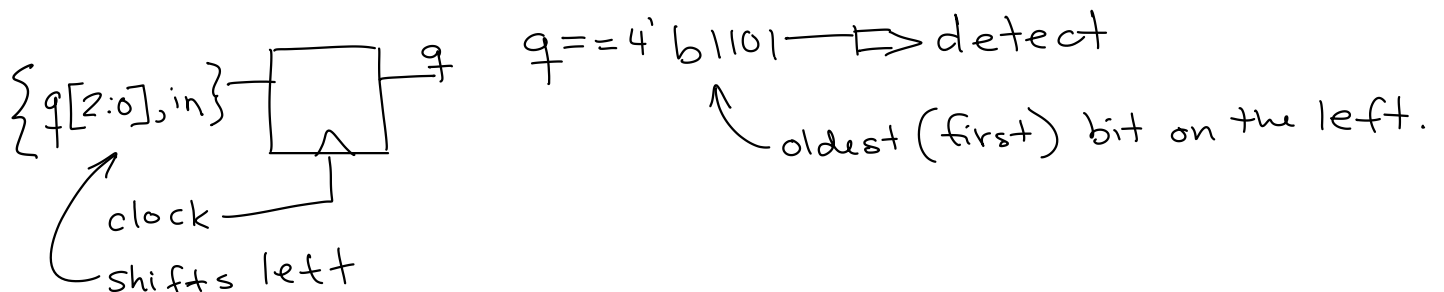 {q[2:0], in}
q
q == 4'b1101 detect
oldest (first) bit on the left.
clock
Shifts left